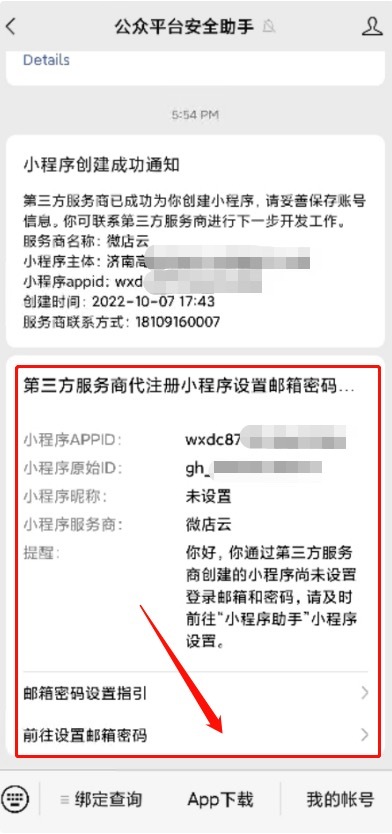 公众平台安全助手
Details
5:54 PM
小程序创建成功通知
第三方服务商已成功为你创建小程序，请妥善保存账号
信息。你可联系第三方服务商进行下一步开发工作。
服务商名称：微店云
小程序主体：济南高
小程序appid：wxd
创建时间：2022-10-07 17:43
服务商联系方式：18109160007
第三方服务商代注册小程序设置邮箱密码...
小程序APPID： wxdc87
小程序原始ID： gh_
小程序昵称： 未设置
小程序服务商： 微店云
提醒： 你好，你通过第三方服务
商创建的小程序尚未设置
登录邮箱和密码，请及时
前往“小程序助手”小程序
设置。
邮箱密码设置指引
前往设置邮箱密码
绑定查询 App下载 我的帐号